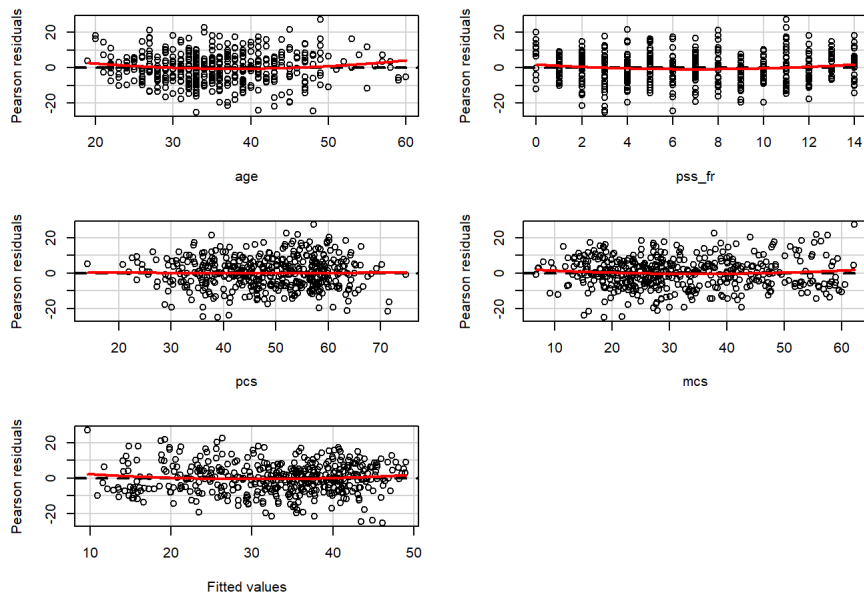 Pearson residuals
20
0
-20
20 30 40 50 60
age
Pearson residuals
20
0
-20
0 2 4 6 8 10 12 14
pss_fr
Pearson residuals
20
0
-20
20 30 40 50 60 70
pcs
Pearson residuals
20
0
-20
10 20 30 40 50 60
mcs
Pearson residuals
20
0
-20
10 20 30 40 50
Fitted values